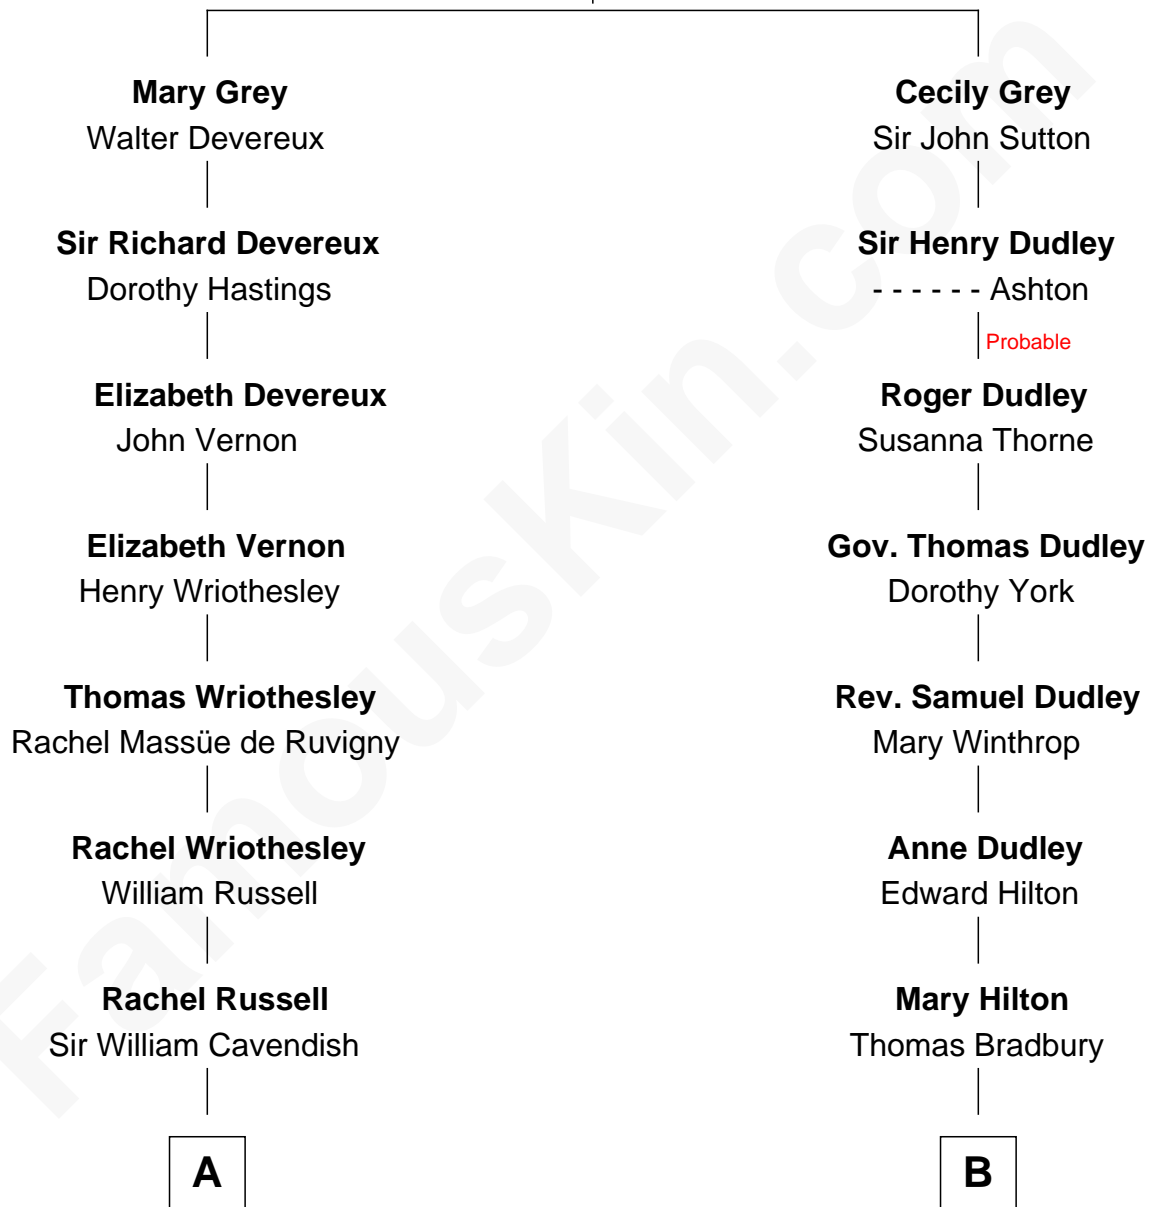 Mary Grey
Walter Devereux
Cecily Grey
Sir John Sutton
Sir Richard Devereux
Dorothy Hastings
Sir Henry Dudley
- - - - - - Ashton
Probable
Elizabeth Devereux
John Vernon
Roger Dudley
Susanna Thorne
Elizabeth Vernon
Henry Wriothesley
Gov. Thomas Dudley
Dorothy York
Thomas Wriothesley
Rachel Massüe de Ruvigny
Rev. Samuel Dudley
Mary Winthrop
Rachel Wriothesley
William Russell
Anne Dudley
Edward Hilton
Rachel Russell
Sir William Cavendish
Mary Hilton
Thomas Bradbury
A
B
FamousKin.com